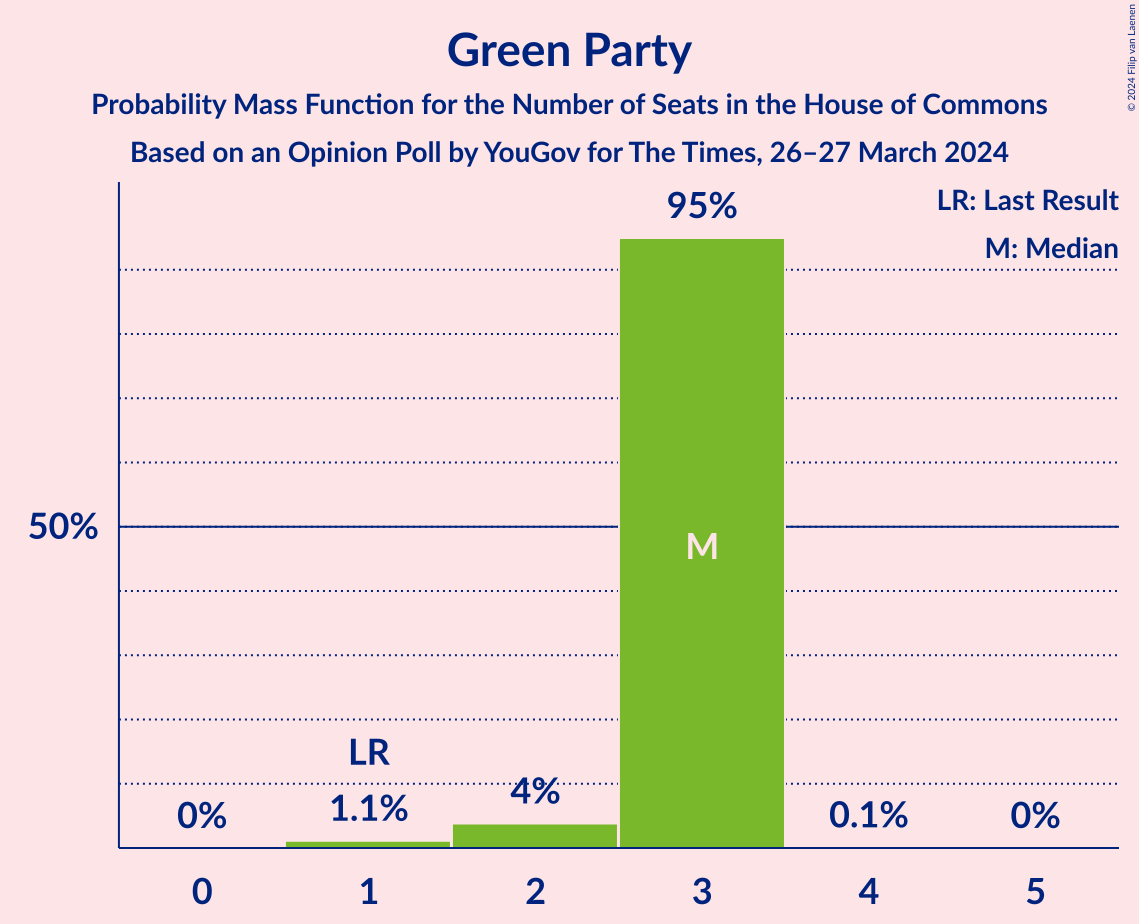 Green Party
Probability Mass Function for the Number of Seats in the House of Commons
Based on an Opinion Poll by YouGov for The Times, 26–27 March 2024
© 2024 Filip van Laenen
LR: Last Result
M: Median
95%
50%
M
LR
0%
1.1%
4%
0.1%
0%
0 1 2 3 4 5